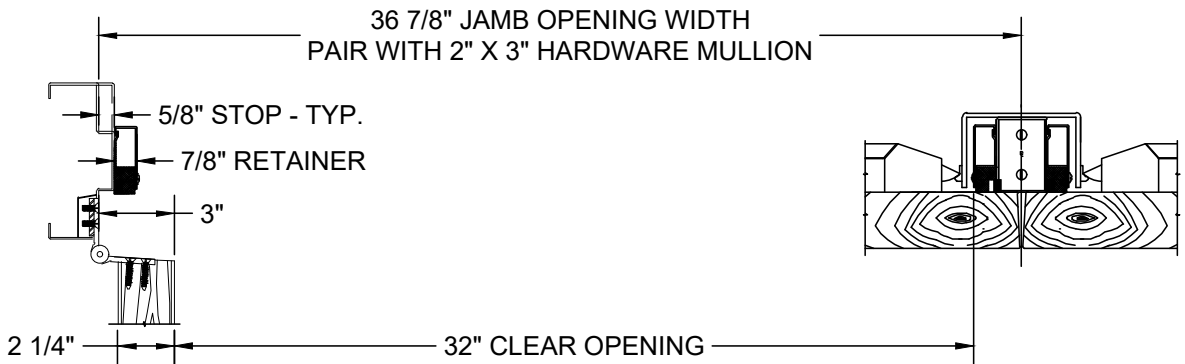 36 7/8" JAMB OPENING WIDTH
PAIR WITH 2" X 3" HARDWARE MULLION
5/8" STOP - TYP.
7/8" RETAINER
3"
2 1/4"
32" CLEAR OPENING